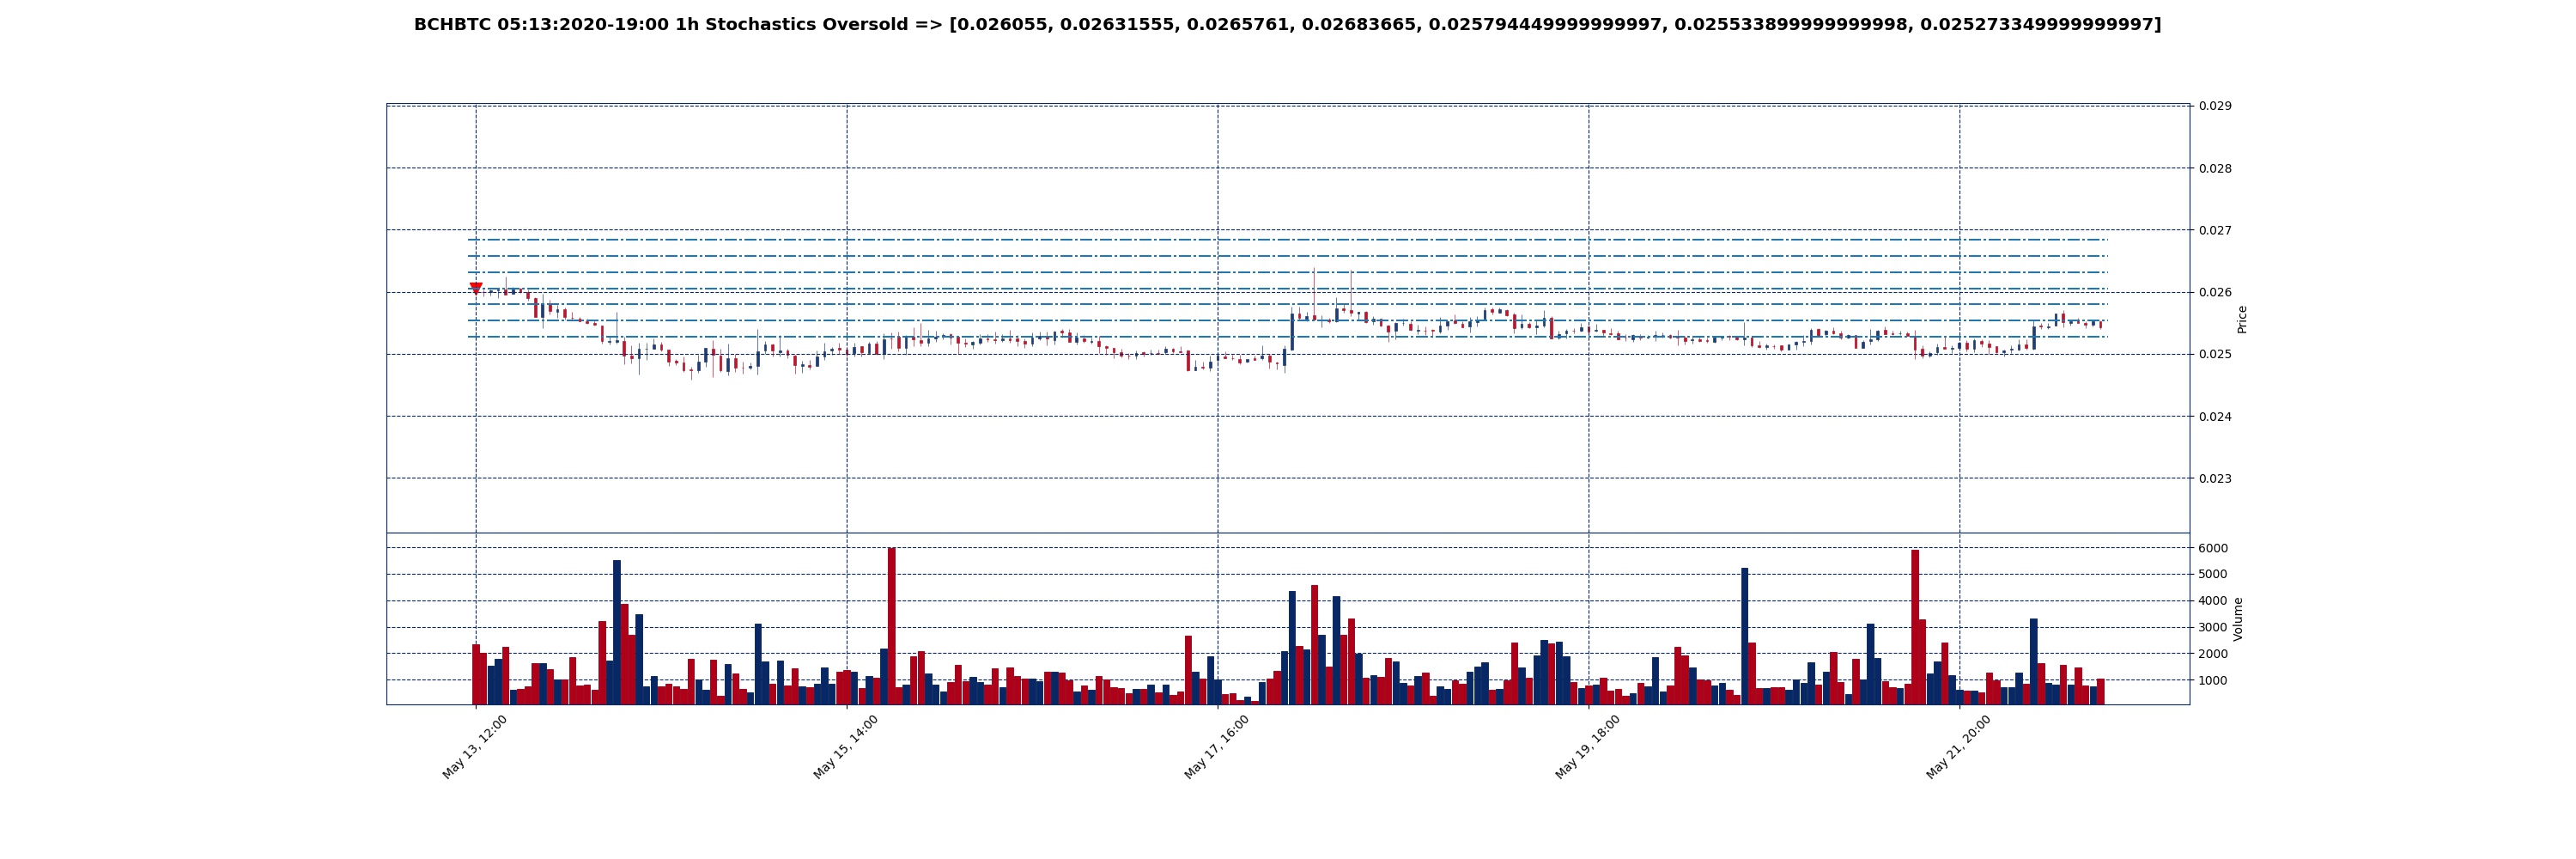 BCHBTC 05:13:2020-19:00 1h Stochastics Oversold => [0.026055, 0.02631555, 0.0265761, 0.02683665, 0.025794449999999997, 0.025533899999999998, 0.025273349999999997]
0.029
0.028
0.027
0.026
0.025
0.024
0.023
Price
6000
5000
4000
3000
2000
1000
Volume
May 13, 12:00
May 15, 14:00
May 17, 16:00
May 19, 18:00
May 21, 20:00